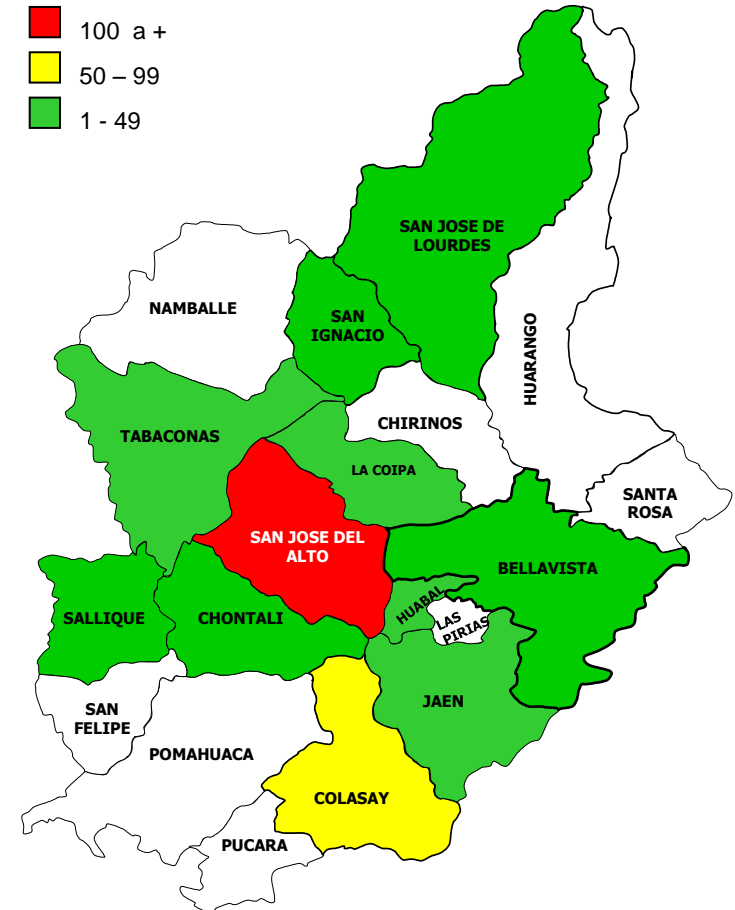 100 a +
50 – 99
1 - 49
SAN JOSE DE
LOURDES
NAMBALLE
SAN
IGNACIO
HUARANGO
CHIRINOS
TABACONAS
LA COIPA
SANTA
ROSA
SAN JOSE DEL
ALTO
BELLAVISTA
HUABAL
LAS
PIRIAS
SALLIQUE
CHONTALI
JAEN
SAN
FELIPE
POMAHUACA
COLASAY
PUCARA